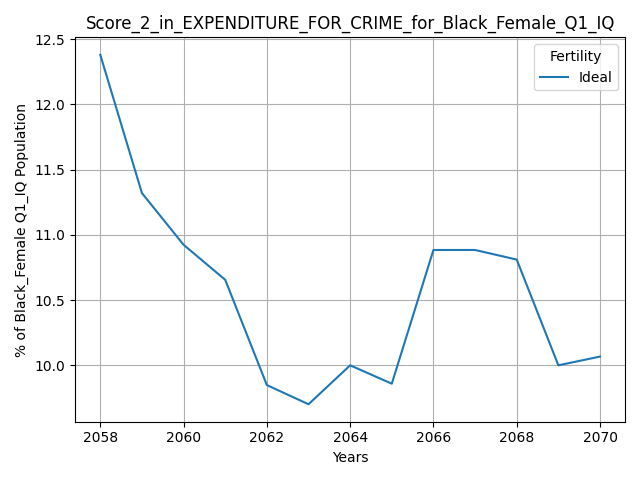 Score_2_in_EXPENDITURE_FOR_CRIME_for_Black_Female_Q1_IQ
Fertility
Ideal
% of Black_Female Q1_IQ Population
12.5
12.0
11.5
11.0
10.5
10.0
2058 2060 2062 2064 2066 2068 2070
Years